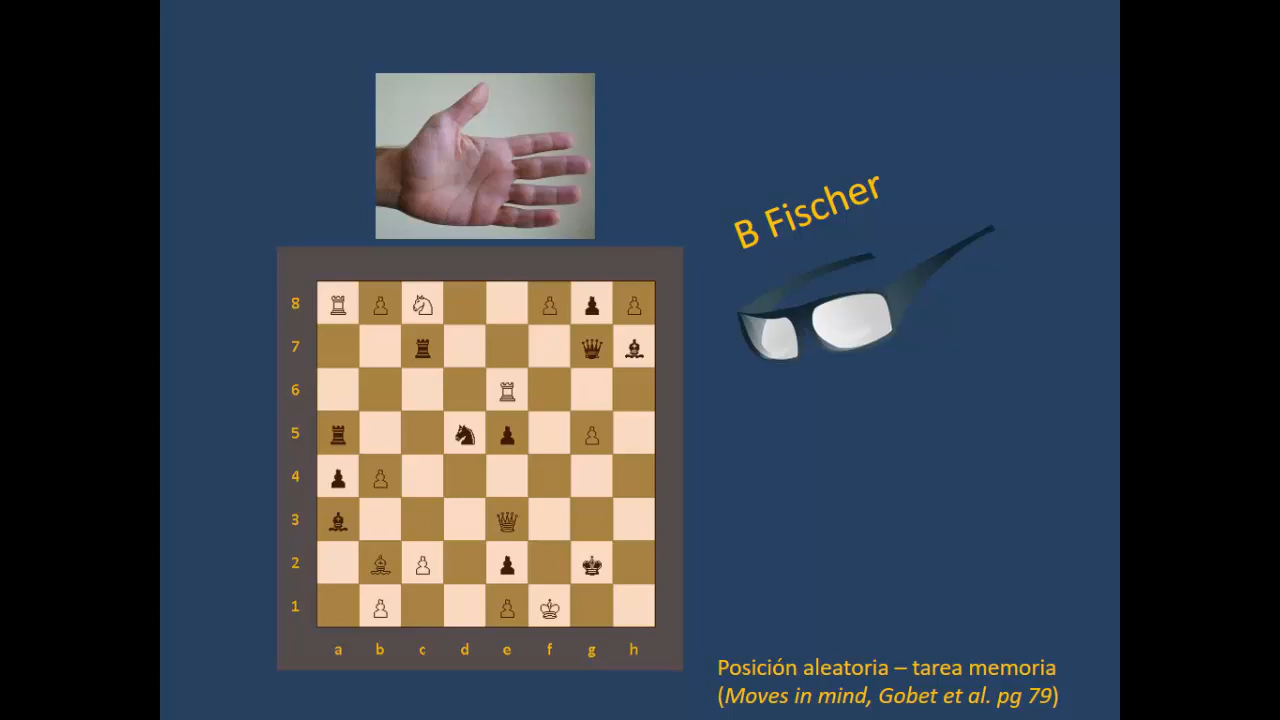 B Fischer
8
7
6
5
4
3
2
1
a b c d e f g h
Posición aleatoria – tarea memoria
(Moves in mind, Gobet et al. pg 79)